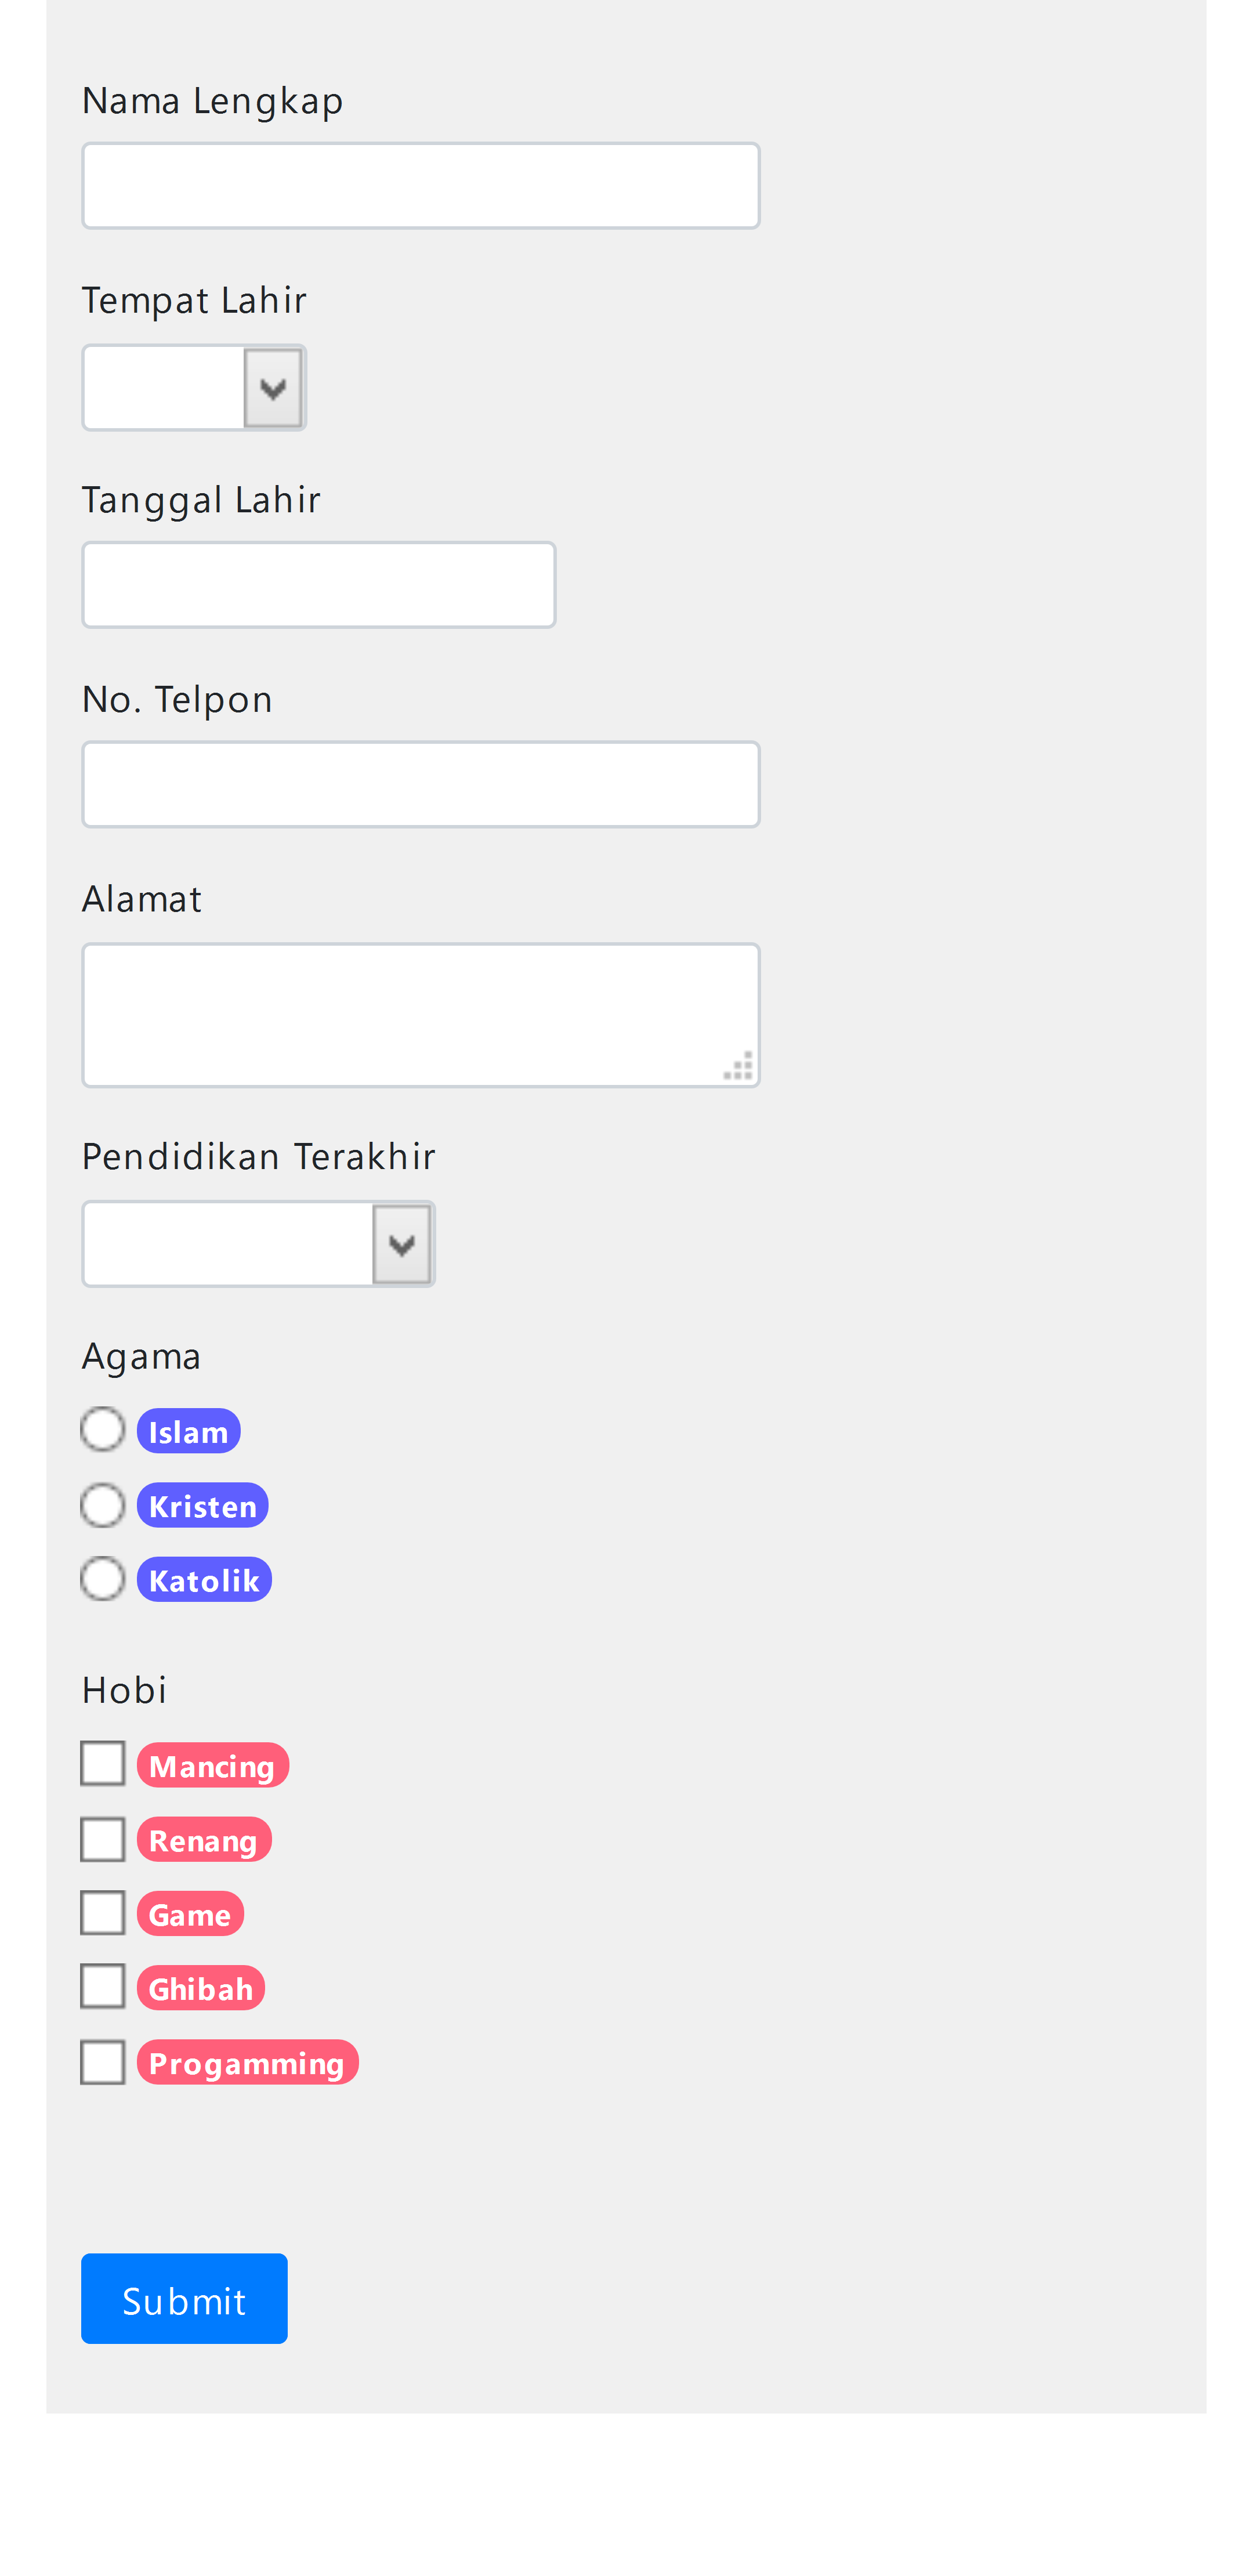 Nama Lengkap
Tempat Lahir
Tanggal Lahir
No. Telpon
Alamat
Pendidikan Terakhir
Agama
Islam
Kristen
Katolik
Hobi
Mancing
Renang
Game
Ghibah
Progamming
Submit